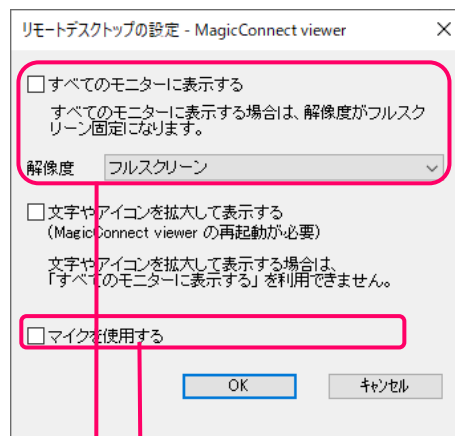 リモートデスクトップの設定 - MagicConnect viewer
すべてのモニターに表示する
すべてのモニターに表示する場合は、解像度がフルスク
リーン固定になります。
解像度 フルスクリーン
文字やアイコンを拡大して表示する
(MagicConnect viewer の再起動が必要)
文字やアイコンを拡大して表示する場合は、
「すべてのモニターに表示する」を利用できません。
マイクを使用する
OK キャンセル